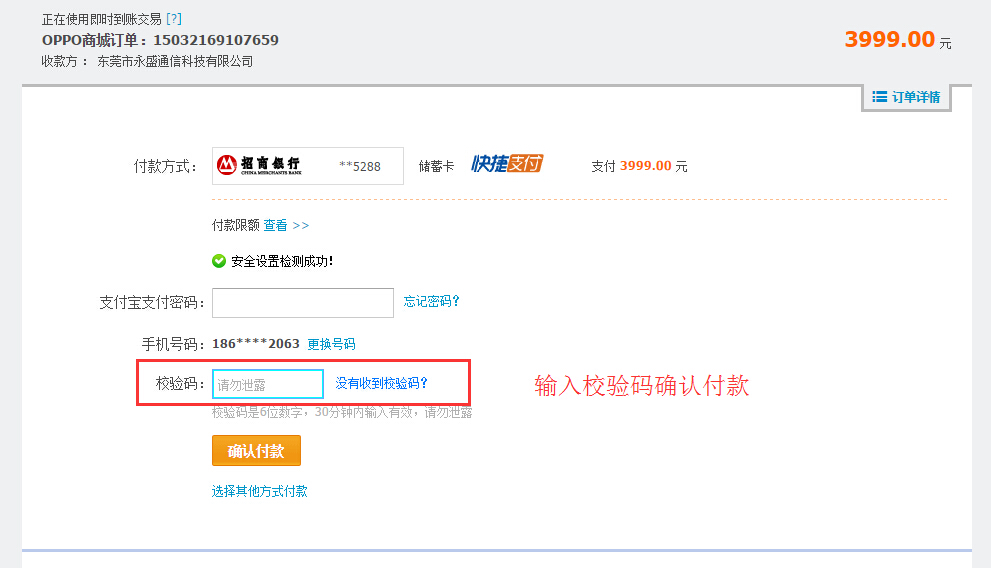 正在使用即时到账交易 [?]
OPPO商城订单：15032169107659
3999.00 元
收款方： 东莞市永盛通信科技有限公司
订单详情
付款方式： 招商银行 CHINA MERCHANTS BANK **5288 储蓄卡 快捷支付 支付 3999.00 元
付款限额 查看 >>
安全设置检测成功！
支付宝支付密码： 忘记密码？
手机号码：186****2063 更换号码
校验码： 请勿泄露 没有收到校验码？
输入校验码确认付款
校验码是6位数字，30分钟内输入有效，请勿泄露
确认付款
选择其他方式付款